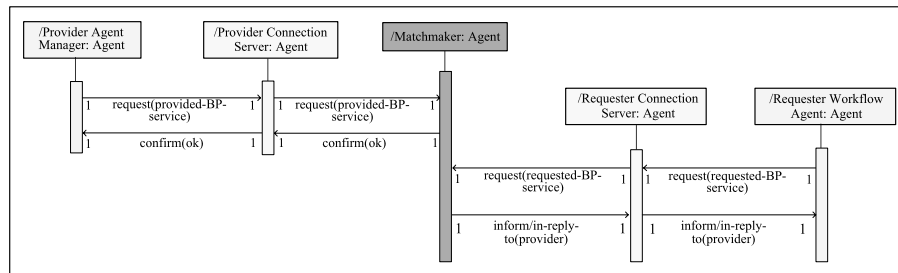 /Provider Agent
Manager: Agent
/Provider Connection
Server: Agent
/Matchmaker: Agent
1 request(provided-BP-
service) 1
1 request(provided-BP-
service) 1
1 confirm(ok) 1
1 confirm(ok) 1
/Requester Connection
Server: Agent
/Requester Workflow
Agent: Agent
1 request(requested-BP-
service) 1
1 request(requested-BP-
service) 1
1 inform/in-reply-
to(provider) 1
1 inform/in-reply-
to(provider) 1